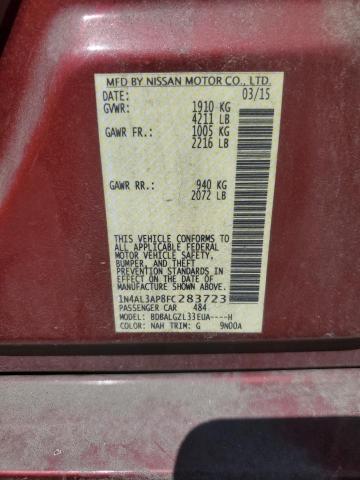 MFD BY NISSAN MOTOR CO., LTD.
DATE: 03/15
GVWR: 1910 KG
4211 LB
GAWR FR.: 1005 KG
2216 LB
GAWR RR.: 940 KG
2072 LB
THIS VEHICLE CONFORMS TO ALL
APPLICABLE FEDERAL
MOTOR VEHICLE SAFETY,
BUMPER, AND THEFT
PREVENTION STANDARDS IN
EFFECT ON THE DATE OF
MANUFACTURE SHOWN ABOVE.
1N4AL3AP8FC283723
PASSENGER CAR 484
MODEL: BDBALGZL33EUA----H
COLOR: NAH TRIM: G 9N00A